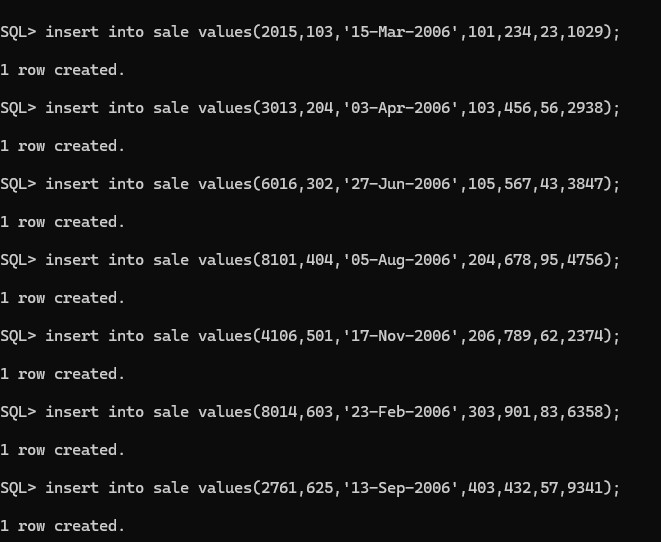 SQL> insert into sale values(2015,103,'15-Mar-2006',101,234,23,1029);
1 row created.
SQL> insert into sale values(3013,204,'03-Apr-2006',103,456,56,2938);
1 row created.
SQL> insert into sale values(6016,302,'27-Jun-2006',105,567,43,3847);
1 row created.
SQL> insert into sale values(8101,404,'05-Aug-2006',204,678,95,4756);
1 row created.
SQL> insert into sale values(4106,501,'17-Nov-2006',206,789,62,2374);
1 row created.
SQL> insert into sale values(8014,603,'23-Feb-2006',303,901,83,6358);
1 row created.
SQL> insert into sale values(2761,625,'13-Sep-2006',403,432,57,9341);
1 row created.